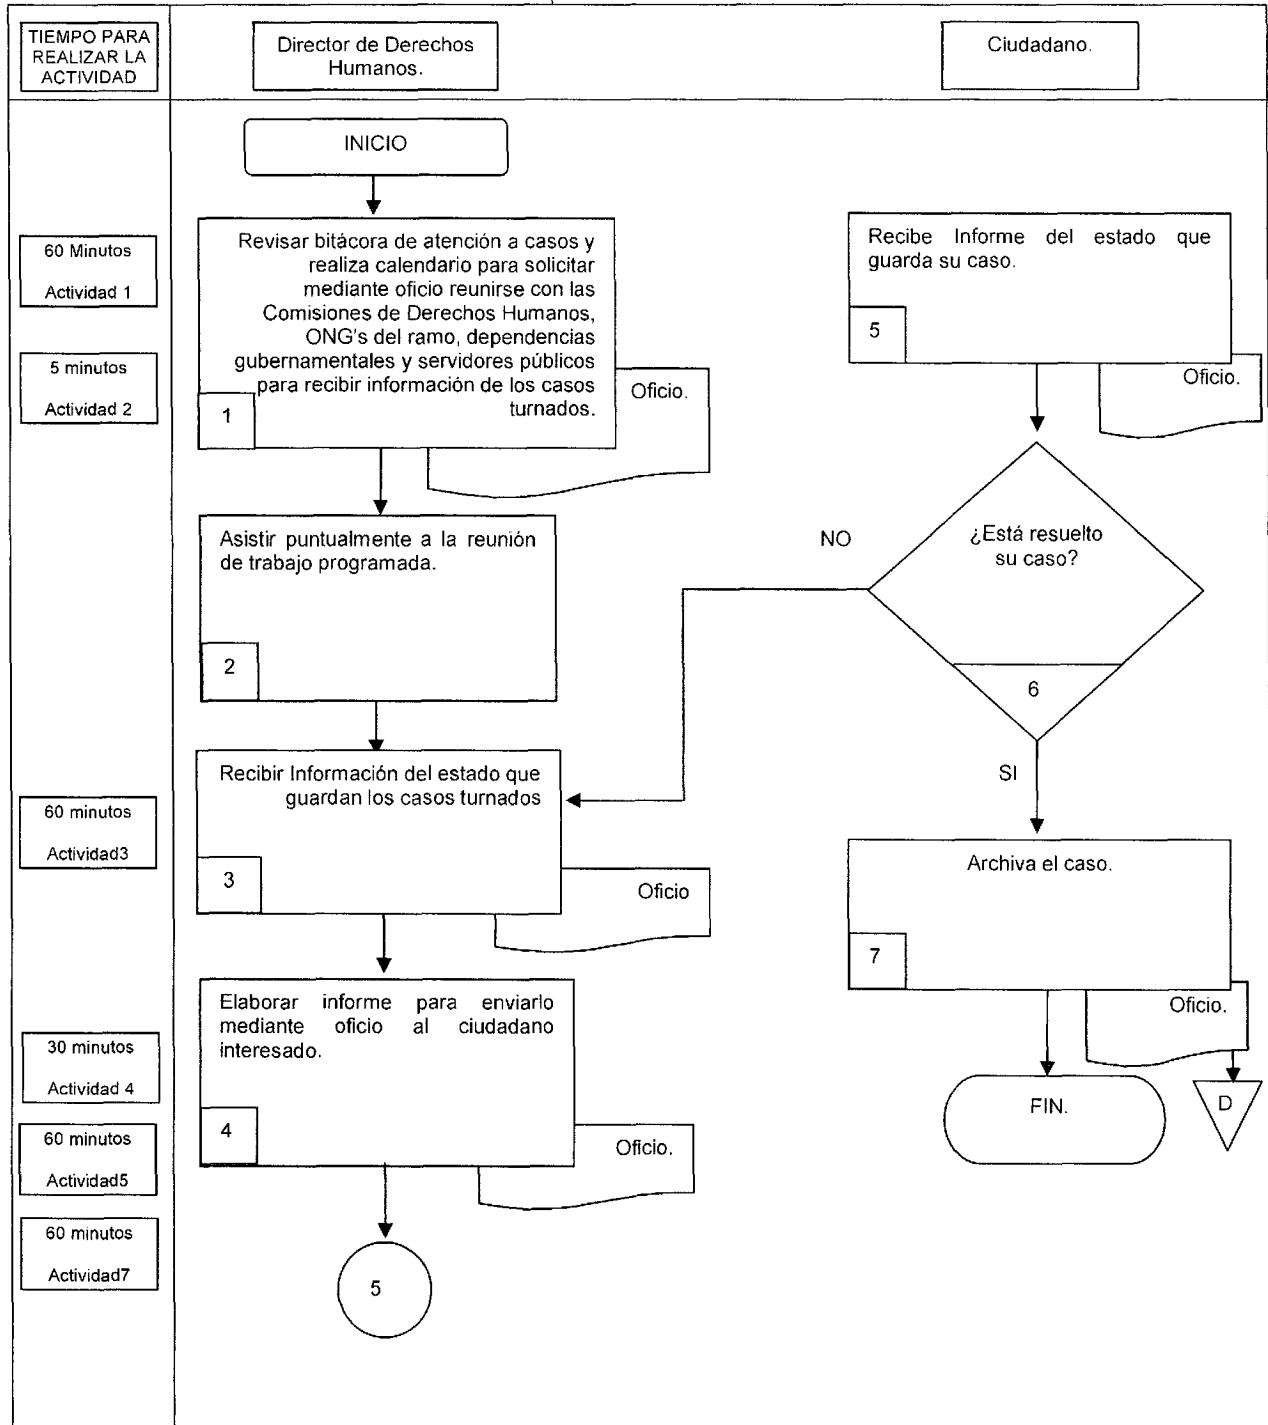 TIEMPO PARA
REALIZAR LA
ACTIVIDAD
Director de Derechos
Humanos.
Ciudadano.
INICIO
60 Minutos
Actividad 1
5 minutos
Actividad 2
Revisar bitácora de atención a casos y
realiza calendario para solicitar
mediante oficio reunirse con las
Comisiones de Derechos Humanos,
ONG's del ramo, dependencias
gubernamentales y servidores públicos
para recibir información de los casos
turnados.
1
Oficio.
Recibe Informe del estado que
guarda su caso.
5
Oficio.
Asistir puntualmente a la reunión
de trabajo programada.
2
NO
¿Está resuelto
su caso?
6
SI
60 minutos
Actividad3
Recibir Información del estado que
guardan los casos turnados
3
Oficio
Archiva el caso.
7
Oficio.
30 minutos
Actividad 4
60 minutos
Actividad5
60 minutos
Actividad7
Elaborar informe para enviarlo
mediante oficio al ciudadano
interesado.
4
Oficio.
FIN.
D
5